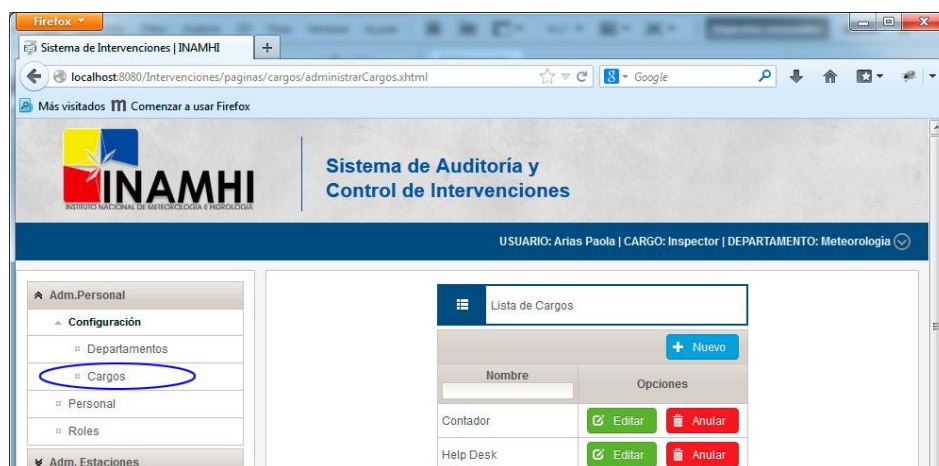 Firefox
Sistema de Intervenciones | INAMHI
+
localhost:8080/Intervenciones/paginas/cargos/administrarCargos.xhtml
8 Google
Más visitados m Comenzar a usar Firefox
INAMHI
INSTITUTO NACIONAL DE METEOROLOGÍA E HIDROLOGÍA
Sistema de Auditoría y
Control de Intervenciones
USUARIO: Arias Paola | CARGO: Inspector | DEPARTAMENTO: Meteorología
Adm.Personal
Configuración
Departamentos
Cargos
Personal
Roles
Adm. Estaciones
Lista de Cargos
+ Nuevo
Nombre Opciones
Contador Editar Anular
Help Desk Editar Anular